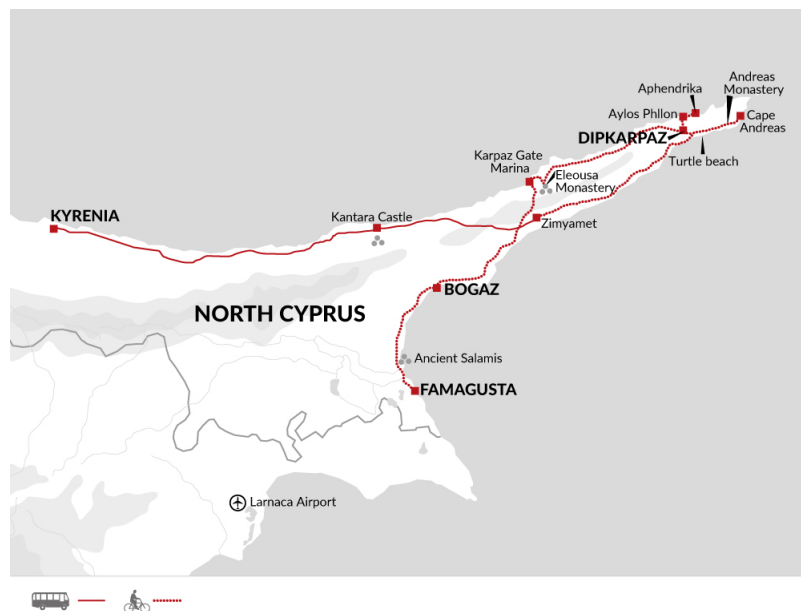 Andreas
Monastery
Aphendrika
Aylos Phllon
Cape
Andreas
DIPKARPAZ
Turtle beach
Karpaz Gate
Marina
Eleousa
Monastery
KYRENIA
Kantara Castle
Zimyamet
BOGAZ
NORTH CYPRUS
Ancient Salamis
FAMAGUSTA
Larnaca Airport